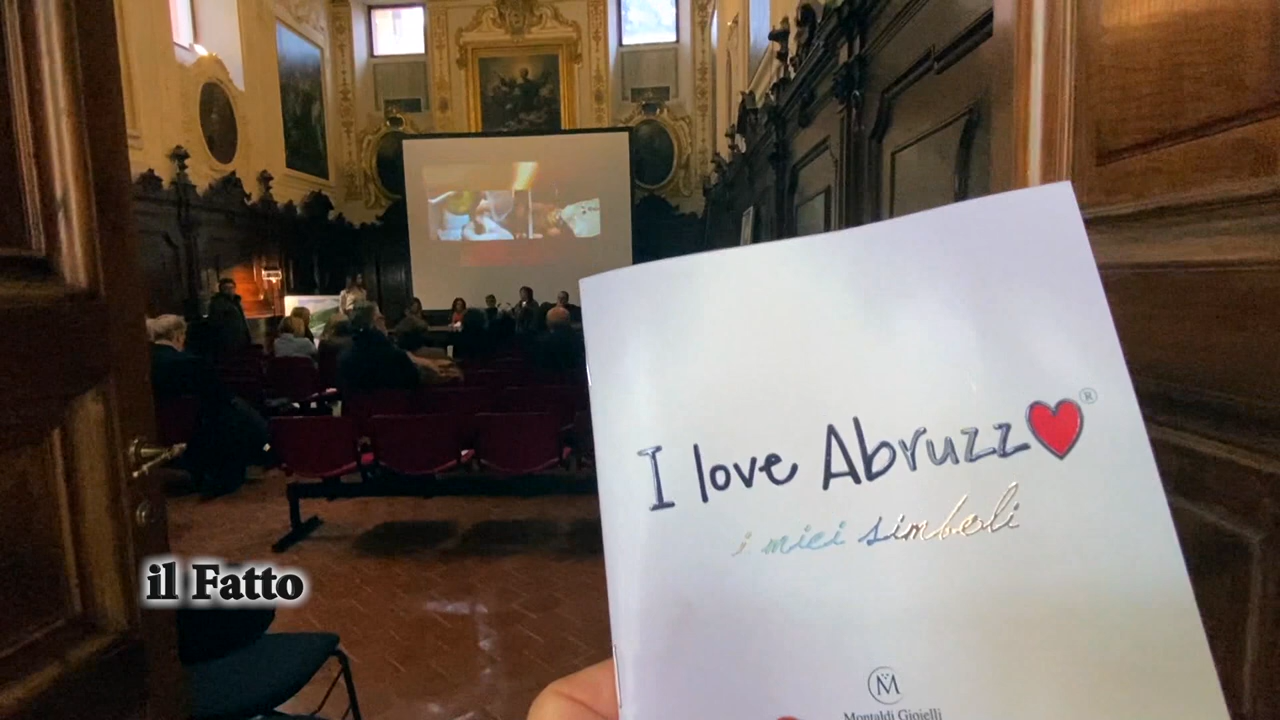 I love Abruzz❤®
i miei simboli
M
Montaldi Gioielli
il Fatto